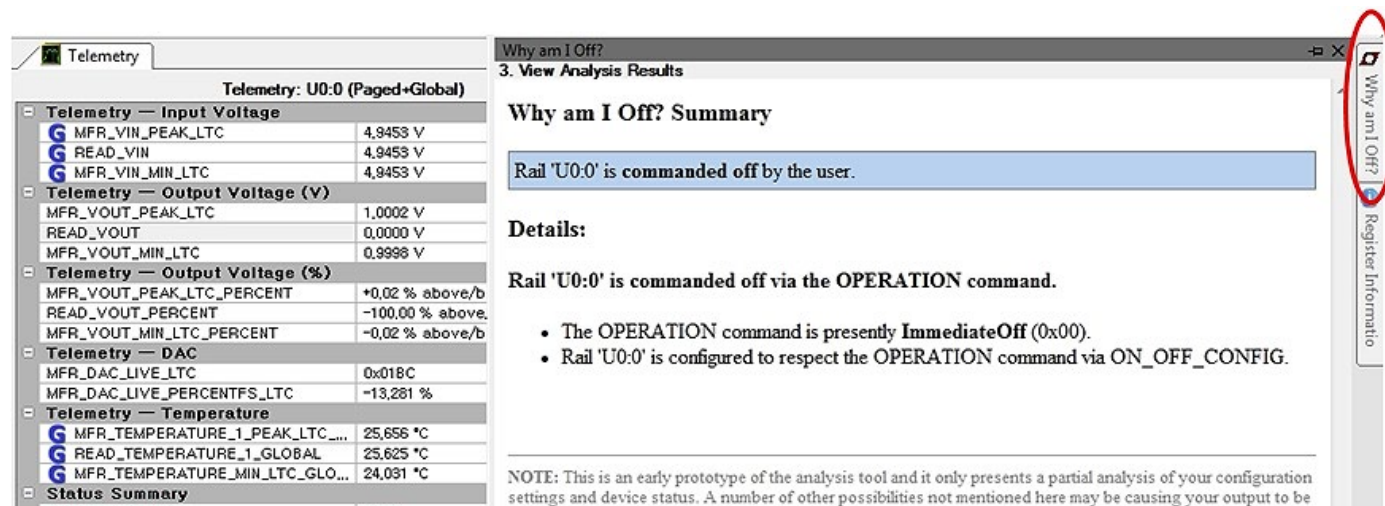 Telemetry
Telemetry: U0:0 (Paged+Global)
Telemetry — Input Voltage
G MFR_VIN_PEAK_LTC 4,9453 V
G READ_VIN 4,9453 V
G MFR_VIN_MIN_LTC 4,9453 V
Telemetry — Output Voltage (V)
MFR_VOUT_PEAK_LTC 1,0002 V
READ_VOUT 0,0000 V
MFR_VOUT_MIN_LTC 0,9998 V
Telemetry — Output Voltage (%)
MFR_VOUT_PEAK_LTC_PERCENT +0,02 % above/b
READ_VOUT_PERCENT -100,00 % above,
MFR_VOUT_MIN_LTC_PERCENT -0,02 % above/b
Telemetry — DAC
MFR_DAC_LIVE_LTC 0x018C
MFR_DAC_LIVE_PERCENTFS_LTC -13,281 %
Telemetry — Temperature
G MFR_TEMPERATURE_1_PEAK_LTC_... 25,656 °C
G READ_TEMPERATURE_1_GLOBAL 25,625 °C
G MFR_TEMPERATURE_MIN_LTC_GLO... 24,031 °C
Status Summary
Why am I Off?
3. View Analysis Results
Why am I Off? Summary
Rail 'U0:0' is commanded off by the user.
Details:
Rail 'U0:0' is commanded off via the OPERATION command.
• The OPERATION command is presently ImmediateOff (0x00).
• Rail 'U0:0' is configured to respect the OPERATION command via ON_OFF_CONFIG.
NOTE: This is an early prototype of the analysis tool and it only presents a partial analysis of your configuration
settings and device status. A number of other possibilities not mentioned here may be causing your output to be
Why am I Off?
Register Informatio